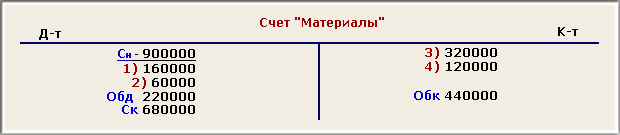 Счет "Материалы"
Д-т К-т
Сн - 900000
3) 320000
1) 160000
4) 120000
2) 60000
Обд 220000
Обк 440000
Ск 680000